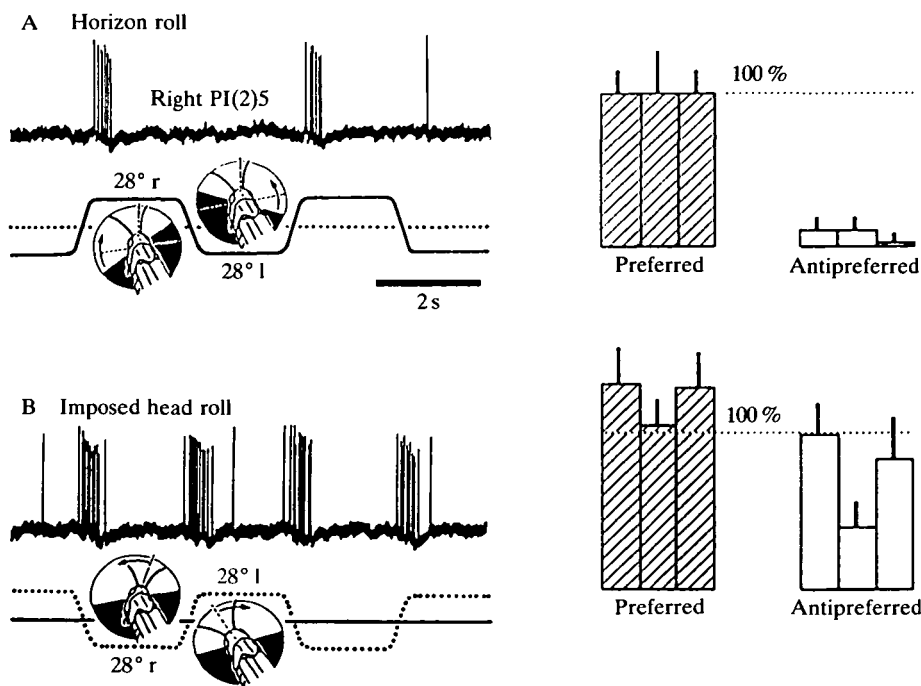 A Horizon roll
Right PI(2)5
28° r
28° l
2 s
100 %
Preferred
Antipreferred
B Imposed head roll
28° l
28° r
100 %
Preferred
Antipreferred